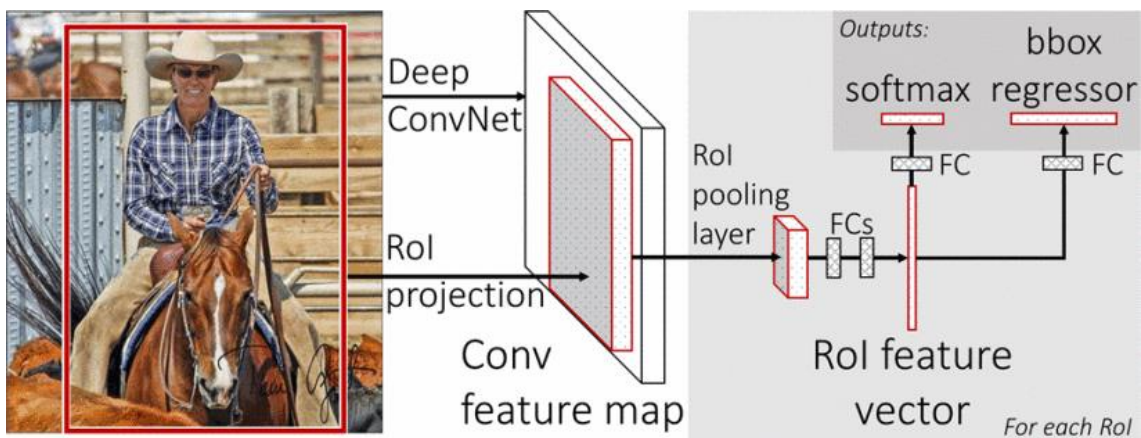 Deep
ConvNet
RoI
projection
Conv
feature map
RoI
pooling
layer
FCs
RoI feature
vector
Outputs:
softmax
bbox
regressor
FC
FC
For each RoI